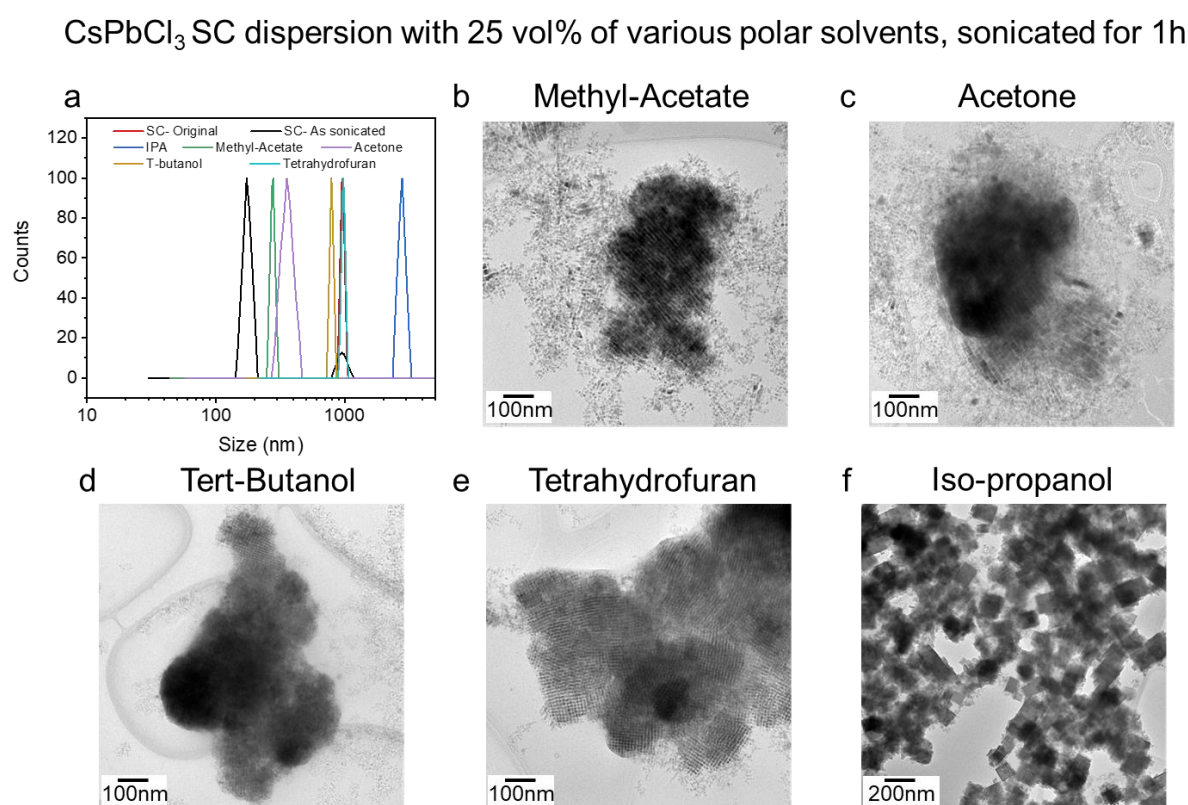 CsPbCl₃ SC dispersion with 25 vol% of various polar solvents, sonicated for 1h
a
b Methyl-Acetate
c Acetone
120
100
80
60
40
20
0
Counts
SC- Original SC- As sonicated
IPA Methyl-Acetate Acetone
T-butanol Tetrahydrofuran
10 100 1000
Size (nm)
100nm
100nm
d Tert-Butanol
e Tetrahydrofuran
f Iso-propanol
100nm
100nm
200nm